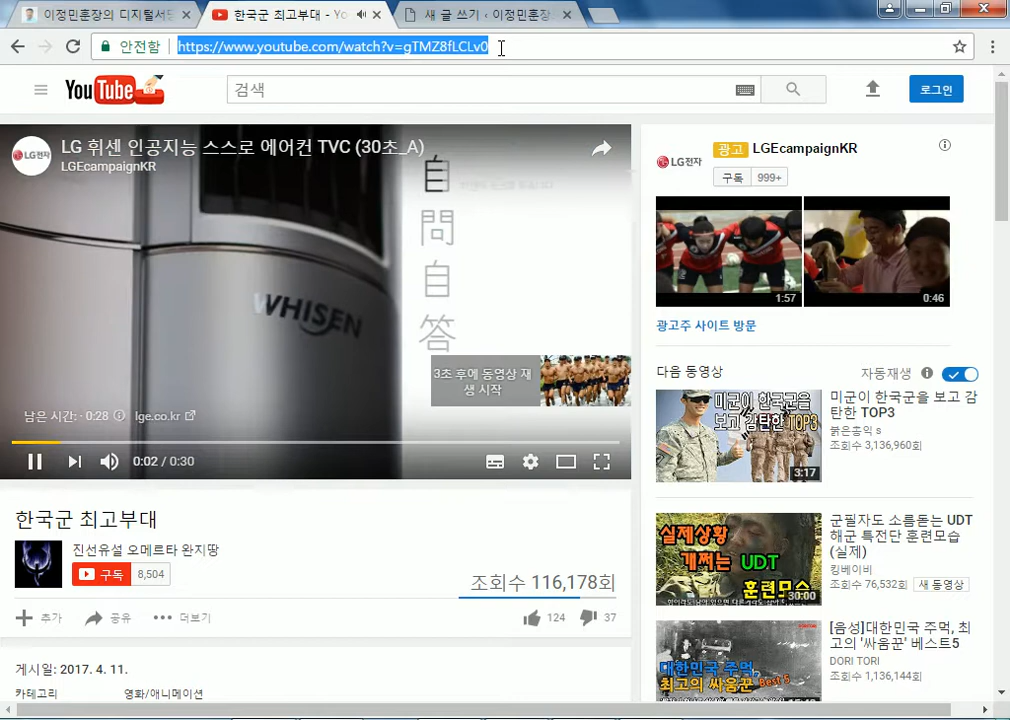 이정민훈장의 디지털서당
한국군 최고부대 - Yo
새 글 쓰기 ‹ 이정민훈장
안전함
https://www.youtube.com/watch?v=gTMZ8fLCLv0
YouTube
검색
로그인
LG 휘센 인공지능 스스로 에어컨 TVC (30초_A)
LGEcampaignKR
LG전자
自
問
自
答
WHISEN
3초 후에 동영상 재
생 시작
남은 시간: · 0:28
lge.co.kr
0:02 / 0:30
한국군 최고부대
진선유설 오메르타 완지땅
구독 8,504
조회수 116,178회
추가
공유
더보기
124
37
게시일: 2017. 4. 11.
카테고리
영화/애니메이션
LG전자
광고 LGEcampaignKR
구독 999+
1:57
0:46
광고주 사이트 방문
다음 동영상
자동재생
미군이 한국군을
보고 감탄한 TOP3
3:17
미군이 한국군을 보고 감
탄한 TOP3
붉은홍익 s
조회수 3,136,960회
실제상황
개쩌는 UDT
훈련모습
30:00
군필자도 소름돋는 UDT
해군 특전단 훈련모습
(실제)
킹베이비
조회수 76,532회
새 동영상
대한민국 주먹,
최고의 싸움꾼 Best 5
[음성]대한민국 주먹, 최
고의 '싸움꾼' 베스트5
DORI TORI
조회수 1,136,144회